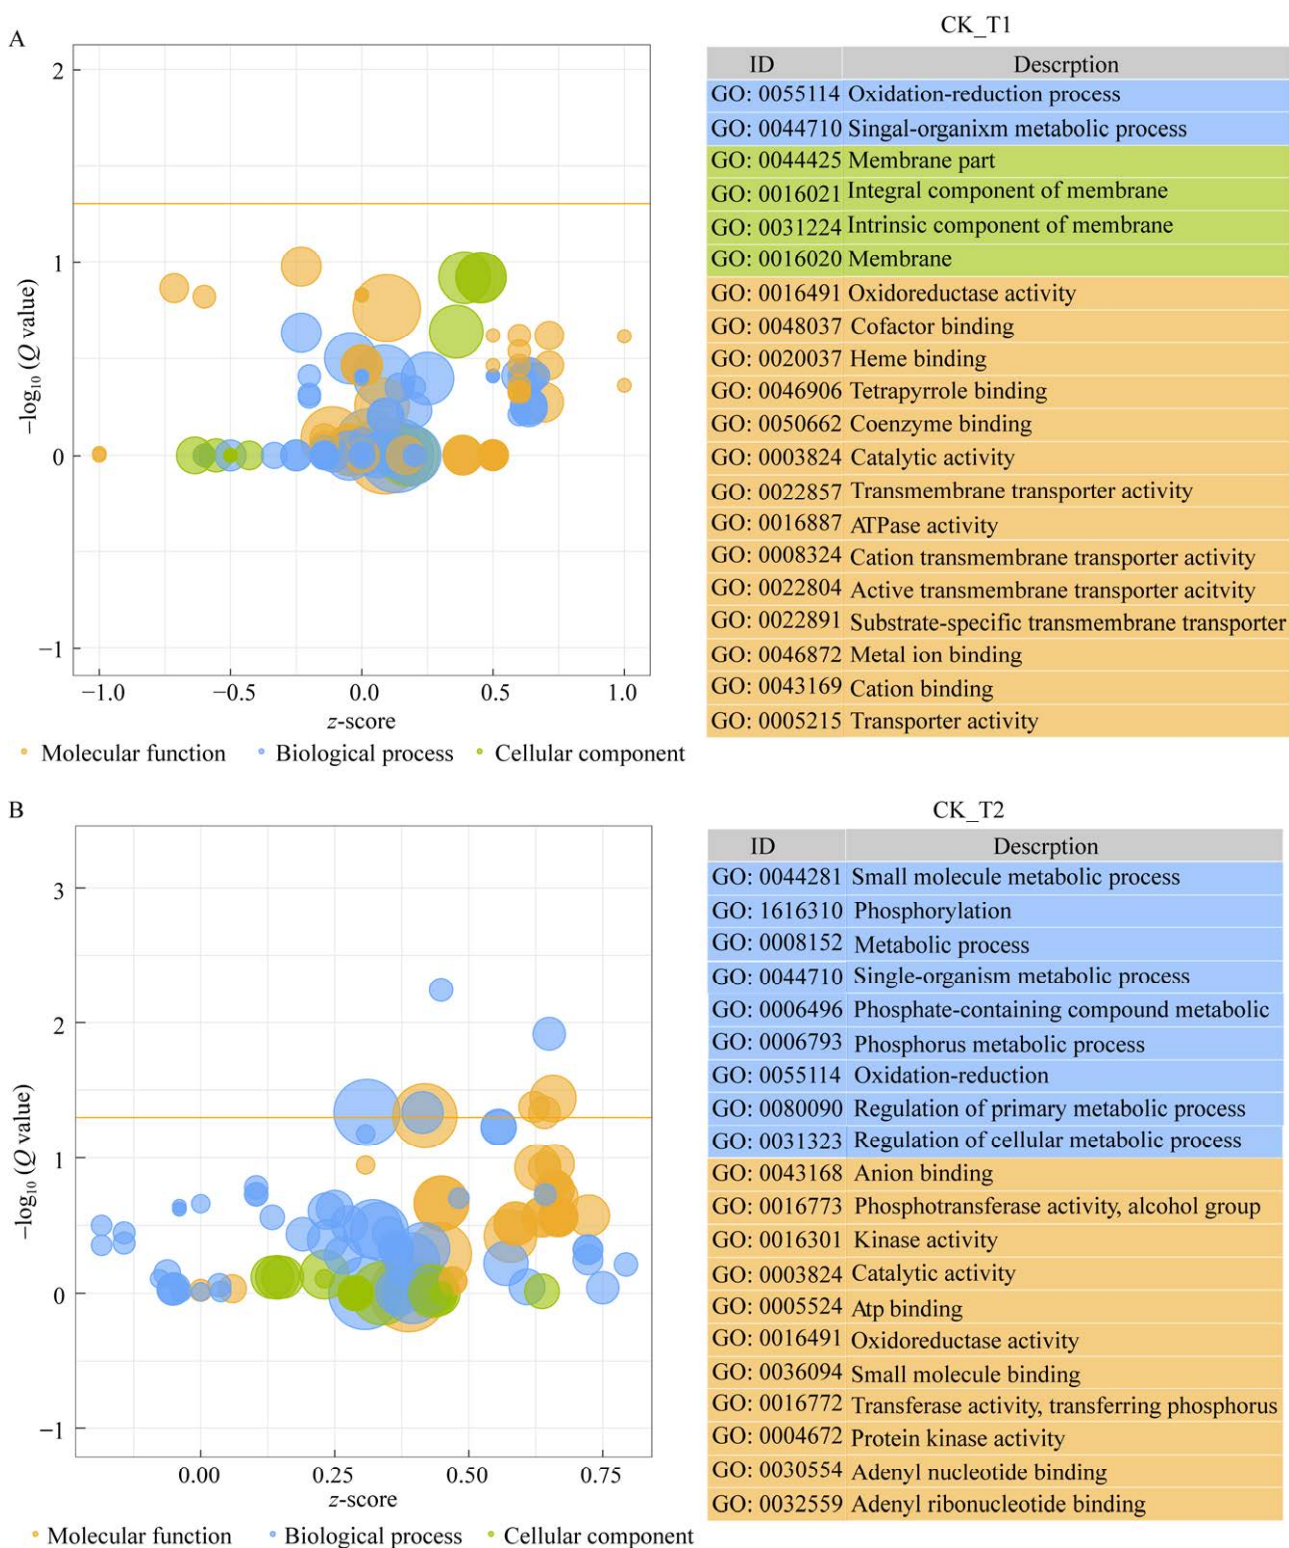 A
CK_T1
2
1
0
−1
−log₁₀ (Q value)
−1.0 −0.5 0.0 0.5 1.0
z-score
Molecular function Biological process Cellular component
ID Descrption
GO: 0055114 Oxidation-reduction process
GO: 0044710 Singal-organixm metabolic process
GO: 0044425 Membrane part
GO: 0016021 Integral component of membrane
GO: 0031224 Intrinsic component of membrane
GO: 0016020 Membrane
GO: 0016491 Oxidoreductase activity
GO: 0048037 Cofactor binding
GO: 0020037 Heme binding
GO: 0046906 Tetrapyrrole binding
GO: 0050662 Coenzyme binding
GO: 0003824 Catalytic activity
GO: 0022857 Transmembrane transporter activity
GO: 0016887 ATPase activity
GO: 0008324 Cation transmembrane transporter activity
GO: 0022804 Active transmembrane transporter acitvity
GO: 0022891 Substrate-specific transmembrane transporter
GO: 0046872 Metal ion binding
GO: 0043169 Cation binding
GO: 0005215 Transporter activity
B
CK_T2
3
2
1
0
−1
−log₁₀ (Q value)
0.00 0.25 0.50 0.75
z-score
Molecular function Biological process Cellular component
ID Descrption
GO: 0044281 Small molecule metabolic process
GO: 1616310 Phosphorylation
GO: 0008152 Metabolic process
GO: 0044710 Single-organism metabolic process
GO: 0006496 Phosphate-containing compound metabolic
GO: 0006793 Phosphorus metabolic process
GO: 0055114 Oxidation-reduction
GO: 0080090 Regulation of primary metabolic process
GO: 0031323 Regulation of cellular metabolic process
GO: 0043168 Anion binding
GO: 0016773 Phosphotransferase activity, alcohol group
GO: 0016301 Kinase activity
GO: 0003824 Catalytic activity
GO: 0005524 Atp binding
GO: 0016491 Oxidoreductase activity
GO: 0036094 Small molecule binding
GO: 0016772 Transferase activity, transferring phosphorus
GO: 0004672 Protein kinase activity
GO: 0030554 Adenyl nucleotide binding
GO: 0032559 Adenyl ribonucleotide binding